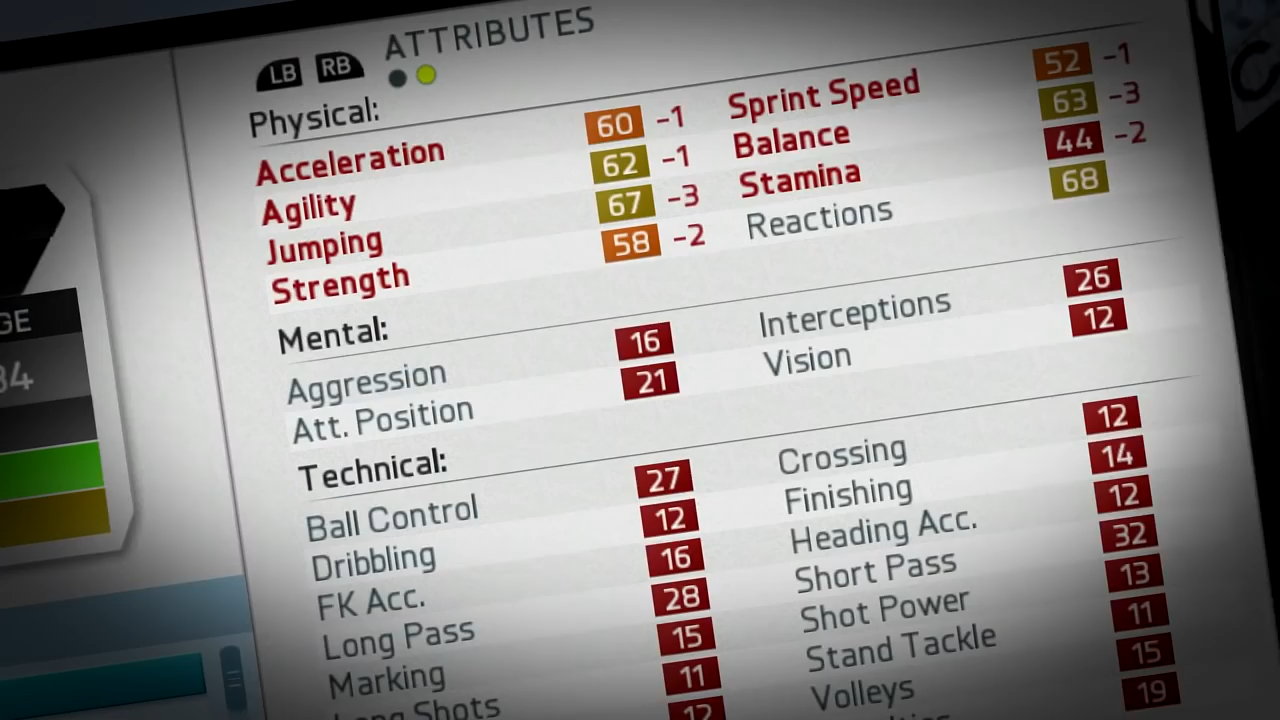 LB RB ATTRIBUTES
Physical:
Acceleration 60 -1 Sprint Speed 52 -1
Agility 62 -1 Balance 63 -3
Jumping 67 -3 Stamina 44 -2
Strength 58 -2 Reactions 68
Mental:
Aggression 16 Interceptions 26
Att. Position 21 Vision 12
Technical:
Ball Control 27 Crossing 12
Dribbling 12 Finishing 14
FK Acc. 16 Heading Acc. 12
Long Pass 28 Short Pass 32
Marking 15 Shot Power 13
Long Shots 11 Stand Tackle 11
12 Volleys 15
19